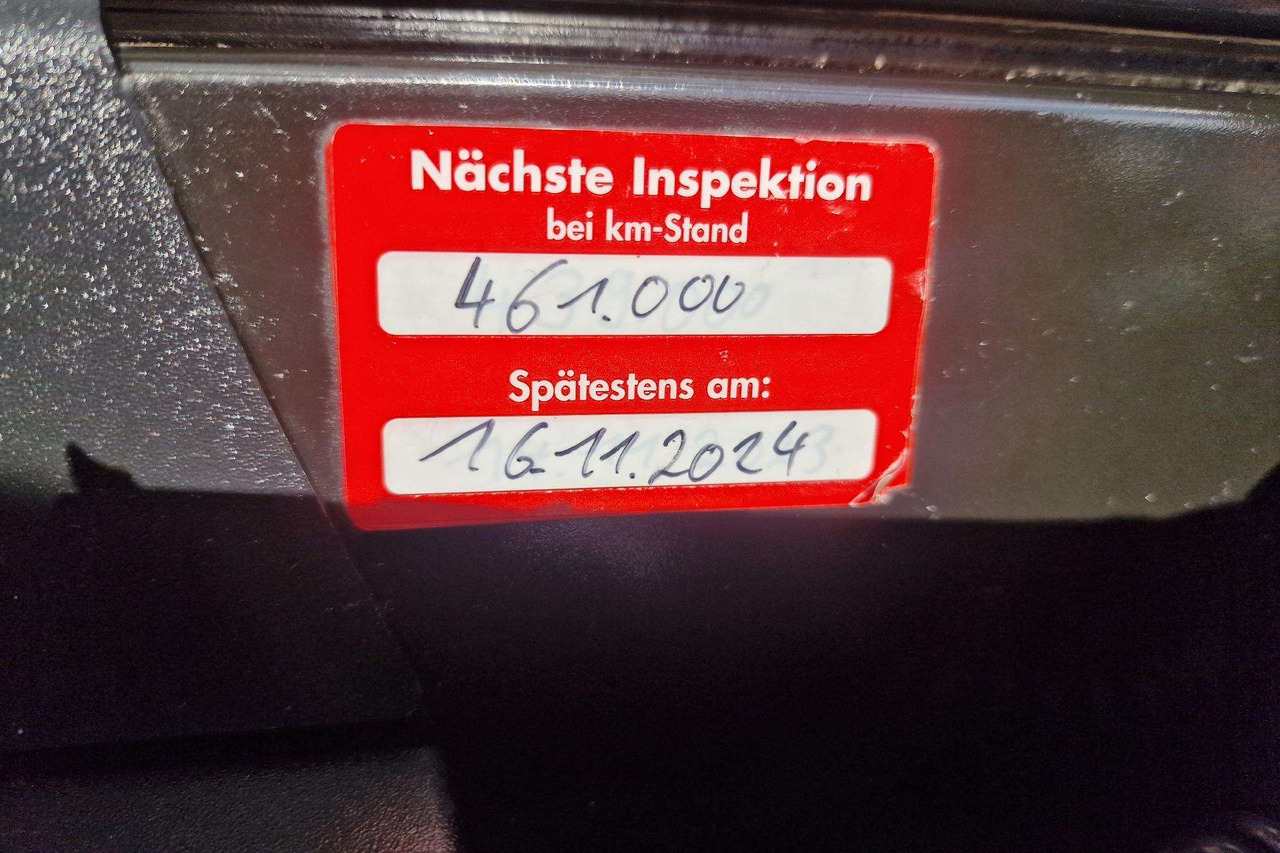 Nächste Inspektion
bei km-Stand
461.000
Spätestens am:
16.11.2024